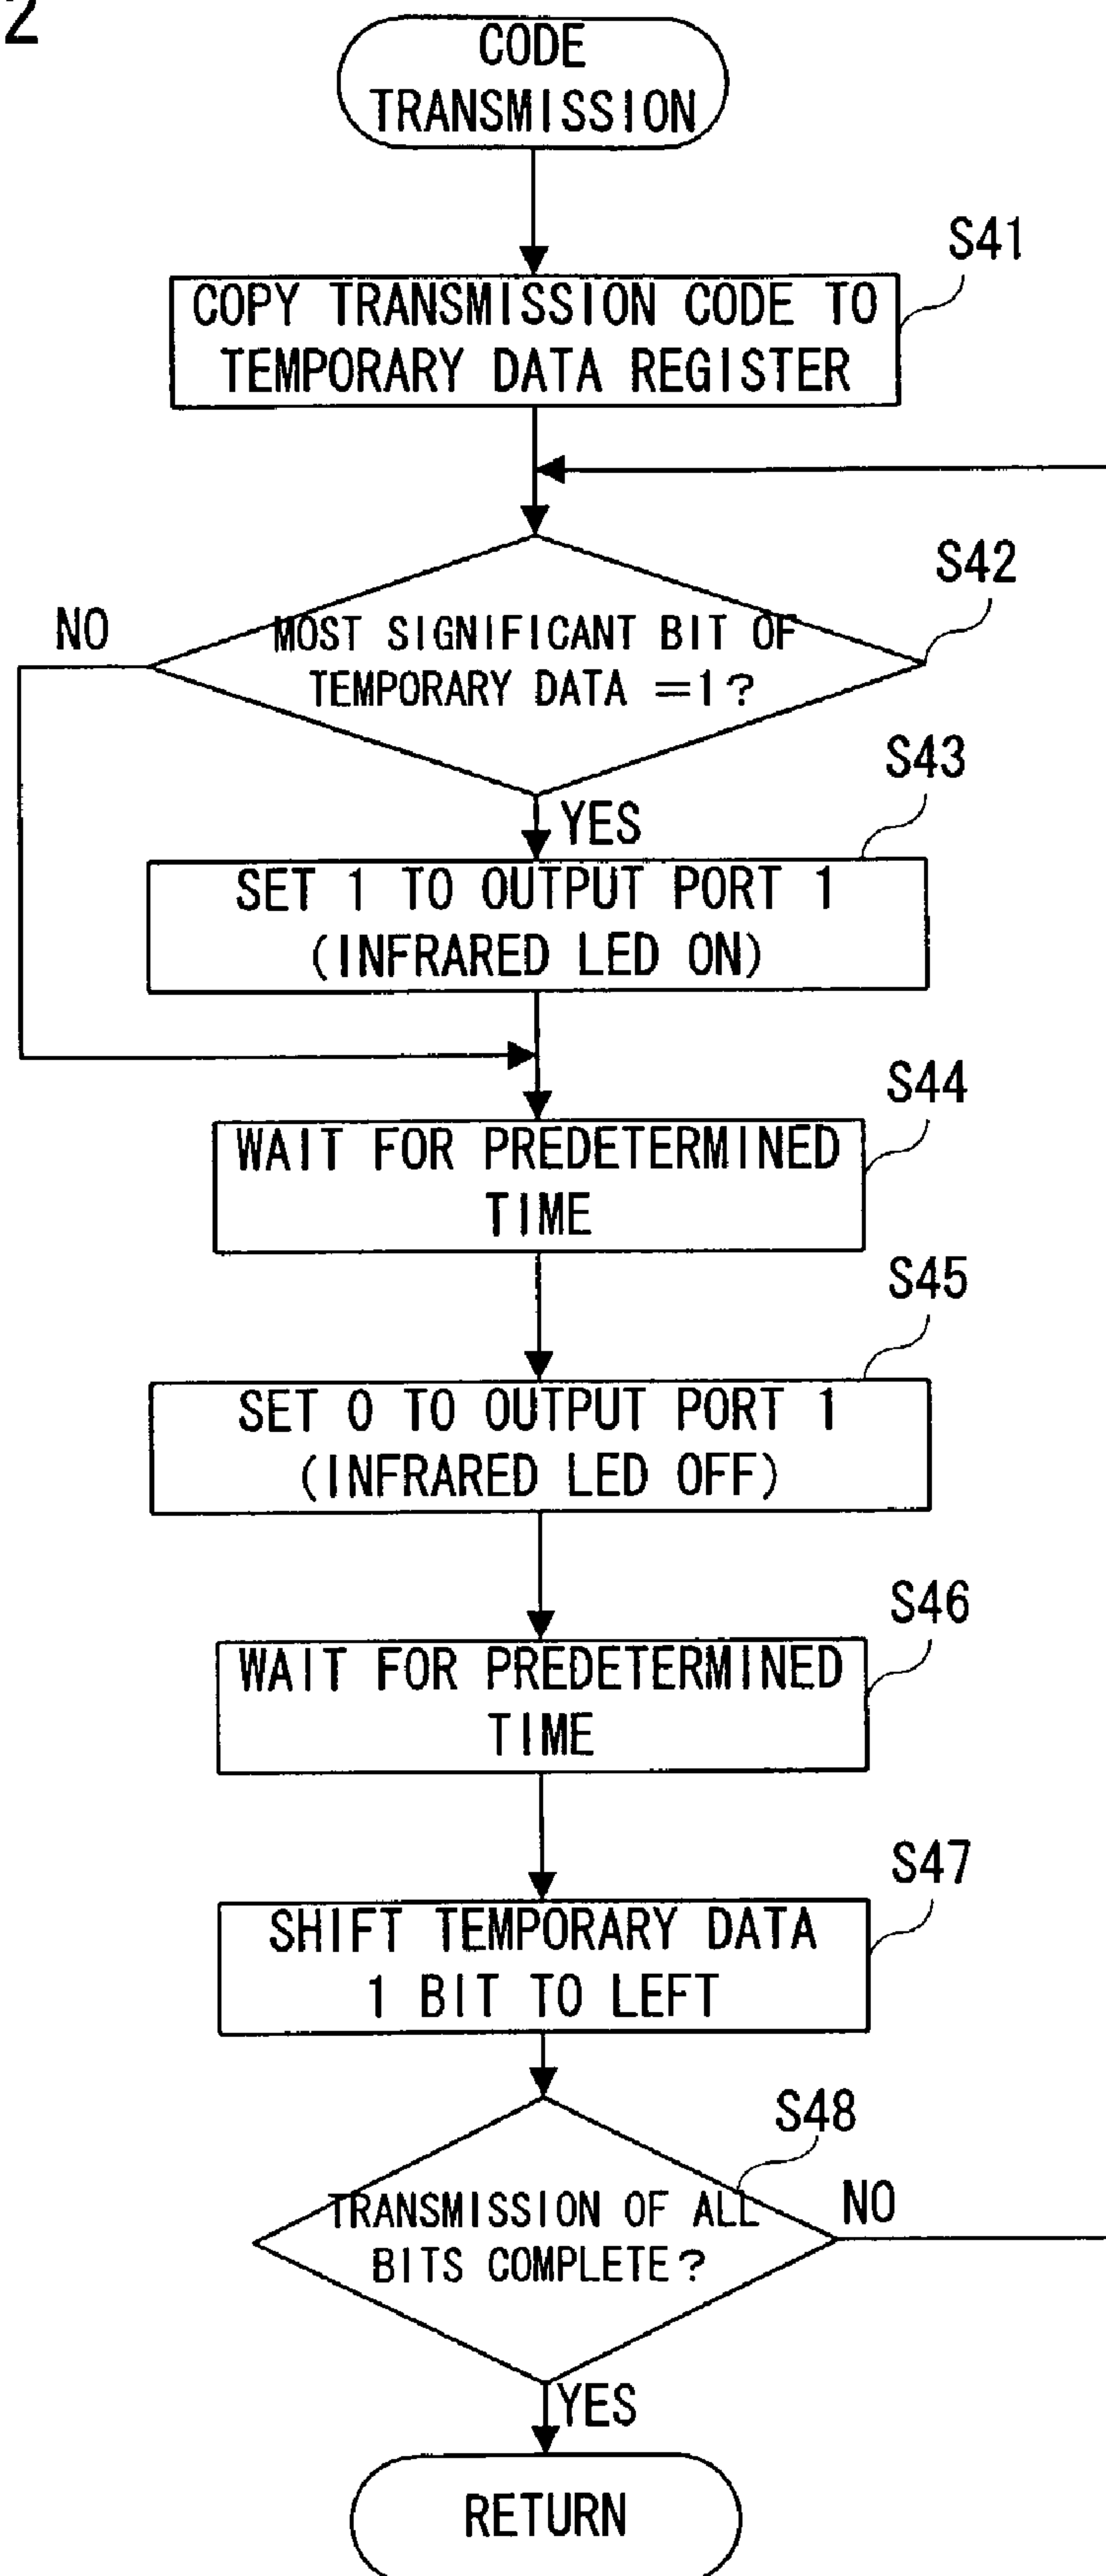 2
CODE
TRANSMISSION
S41
COPY TRANSMISSION CODE TO
TEMPORARY DATA REGISTER
S42
NO
MOST SIGNIFICANT BIT OF
TEMPORARY DATA =1?
S43
YES
SET 1 TO OUTPUT PORT 1
(INFRARED LED ON)
S44
WAIT FOR PREDETERMINED
TIME
S45
SET 0 TO OUTPUT PORT 1
(INFRARED LED OFF)
S46
WAIT FOR PREDETERMINED
TIME
S47
SHIFT TEMPORARY DATA
1 BIT TO LEFT
S48
TRANSMISSION OF ALL
BITS COMPLETE?
NO
YES
RETURN